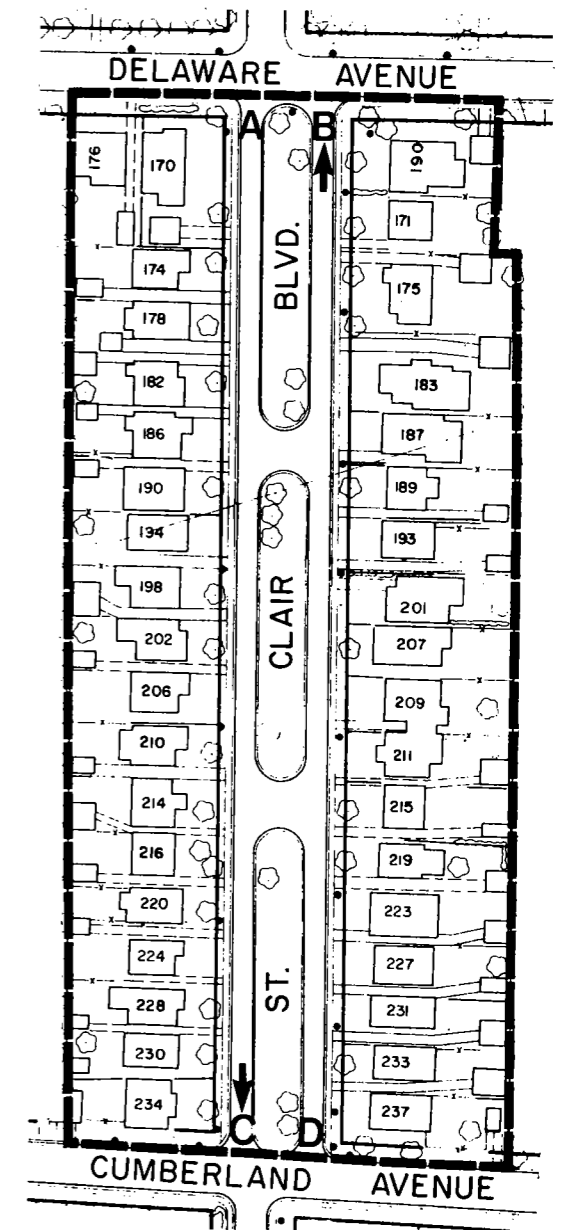 DELAWARE AVENUE
A B
176 170 190
171
BLVD.
174 175
178
182 183
186 187
190 189
194 193
198 201
CLAIR
202 207
206 209
210 211
214 215
216 219
220 223
224 227
ST.
228 231
230 233
234 237
C D
CUMBERLAND AVENUE